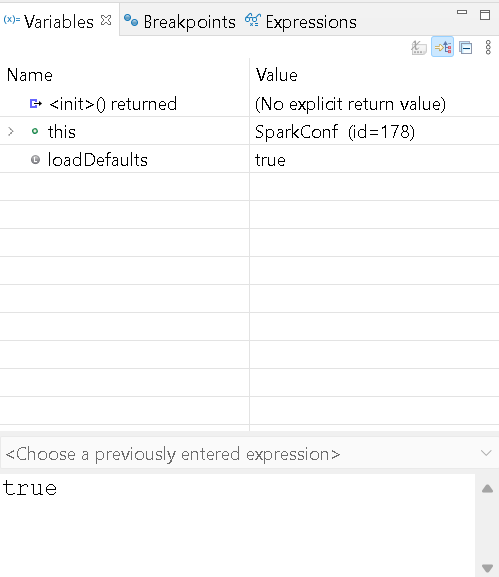 Variables Breakpoints Expressions
Name Value
<init>() returned (No explicit return value)
this SparkConf (id=178)
loadDefaults true
<Choose a previously entered expression>
true